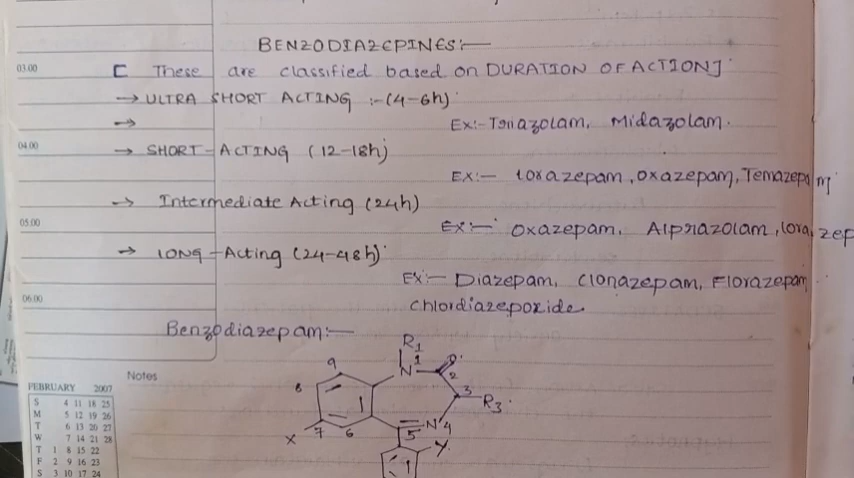 BENZODIAZEPINES:-
03.00
[ These are classified based on DURATION OF ACTION]
→ ULTRA SHORT ACTING :-(4-6h)
→ Ex:- Triazolam, Midazolam.
04.00
→ SHORT-ACTING (12-18h)
EX:- lorazepam, oxazepam, Temazepam]
→ Intermediate Acting (24h)
05.00
Ex:- Oxazepam, Alprazolam, lorazep
→ lONG-Acting (24-48h)
EX:- Diazepam, Clonazepam, Florazepam
06.00
Chlordiazepoxide.
Benzodiazepam:-
R1
1
N
O
2
3
R3
N 4
5
6
7
X
8
9
Y
Notes
FEBRUARY 2007
S 4 11 18 25
M 5 12 19 26
T 6 13 20 27
W 7 14 21 28
T 1 8 15 22
F 2 9 16 23
S 3 10 17 24